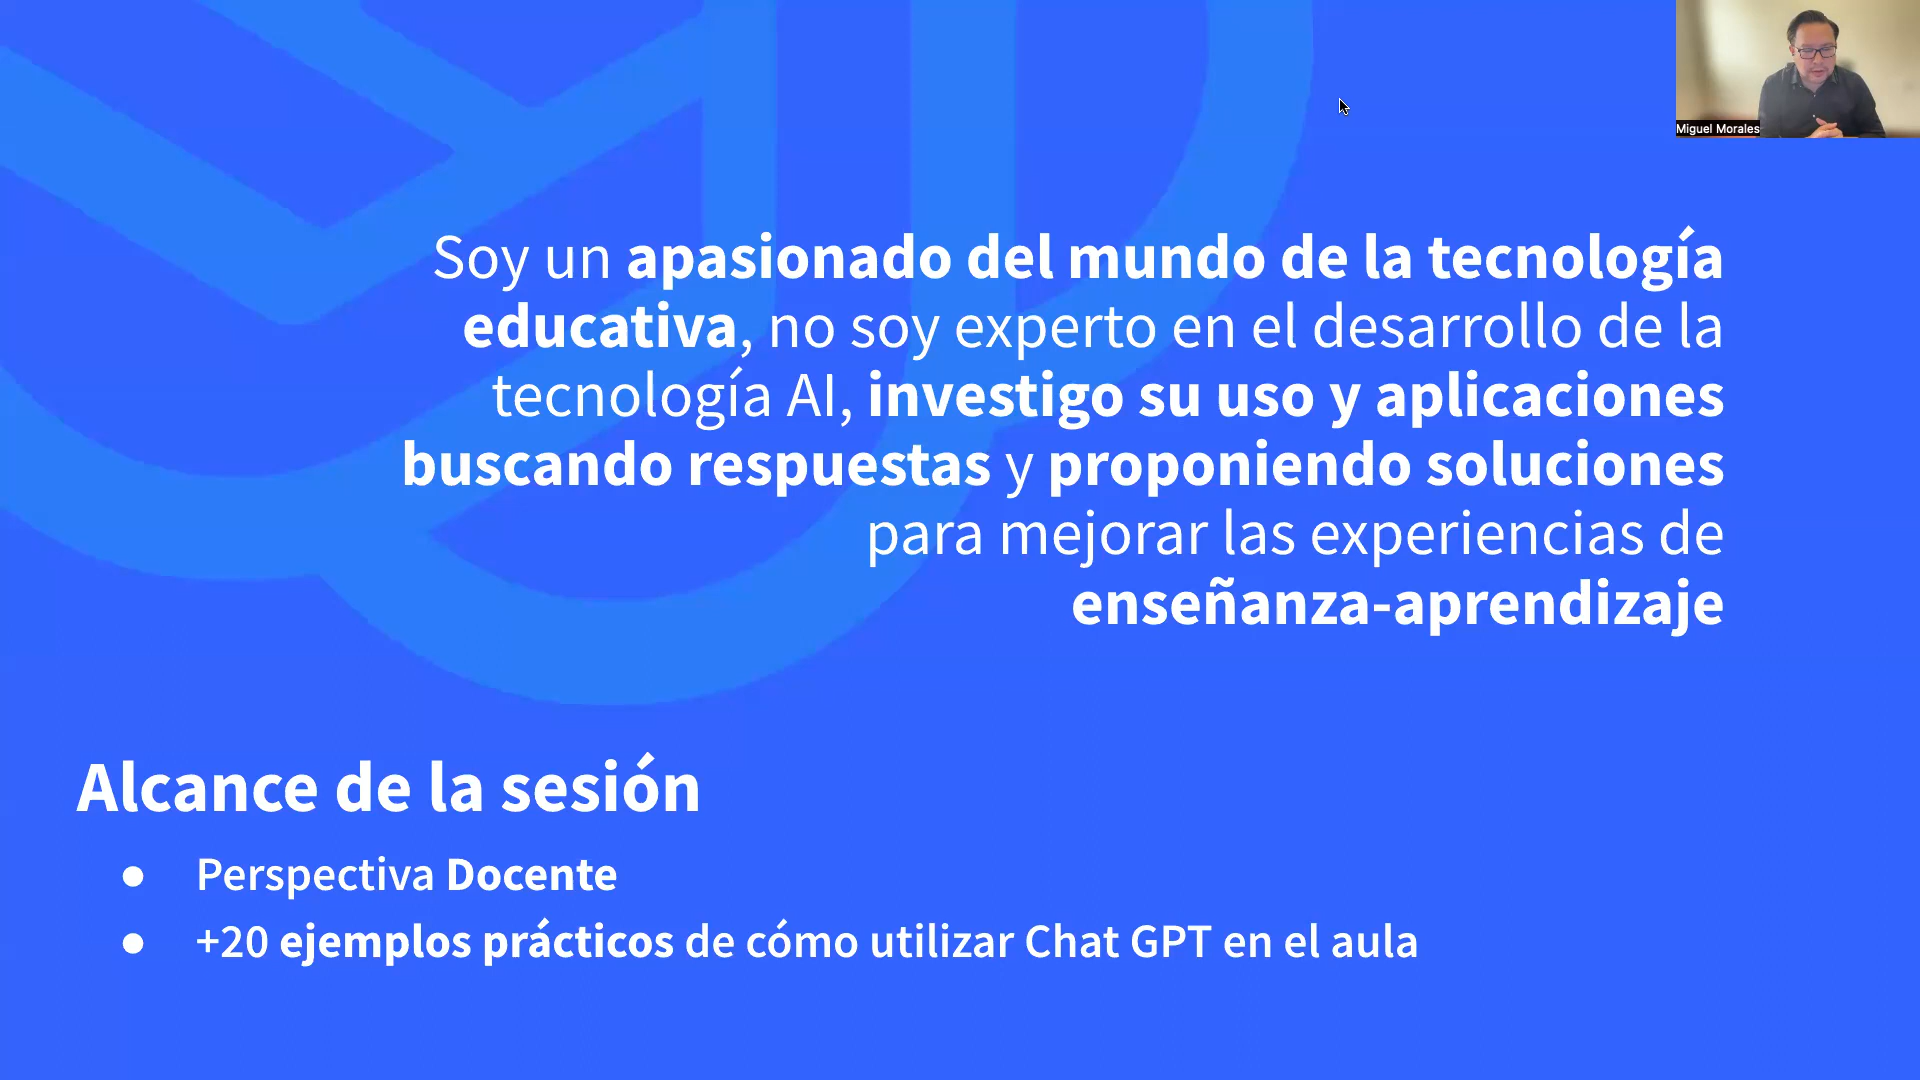 Miguel Morales
Soy un apasionado del mundo de la tecnología
educativa, no soy experto en el desarrollo de la
tecnología AI, investigo su uso y aplicaciones
buscando respuestas y proponiendo soluciones
para mejorar las experiencias de
enseñanza-aprendizaje
Alcance de la sesión
● Perspectiva Docente
● +20 ejemplos prácticos de cómo utilizar Chat GPT en el aula